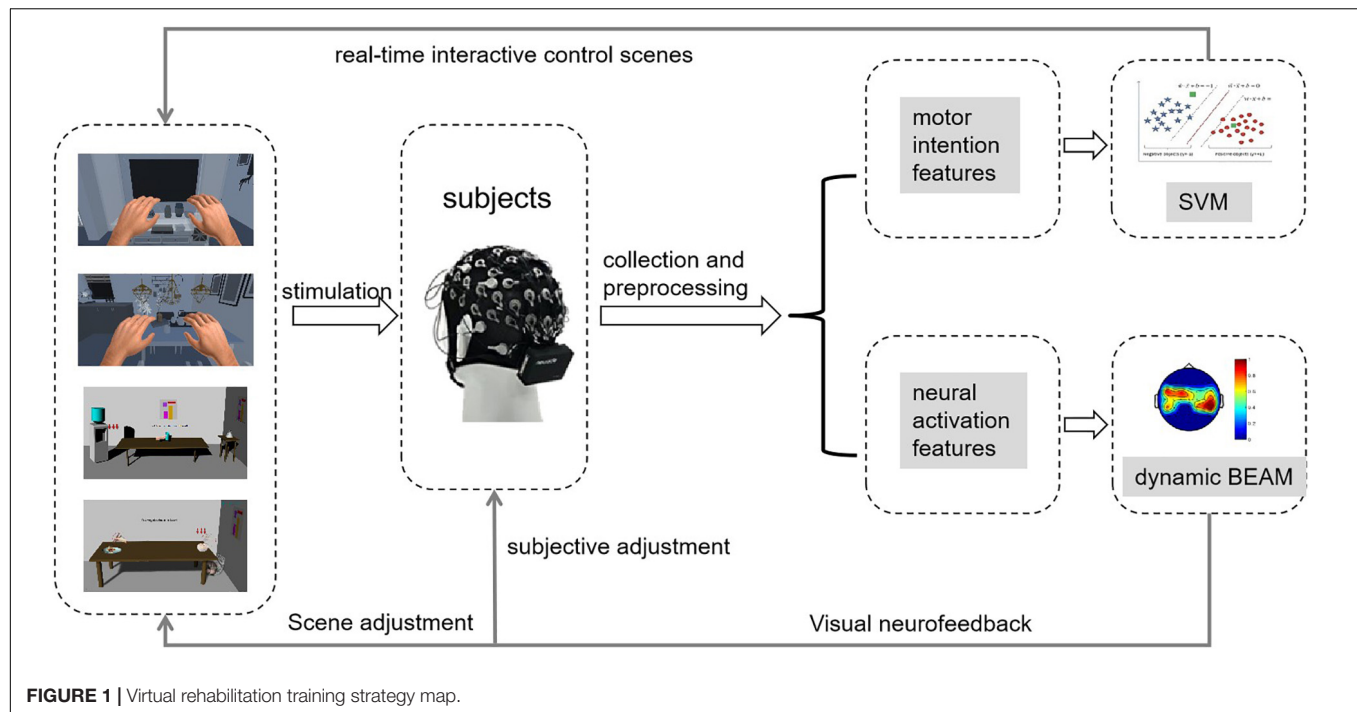 real-time interactive control scenes
subjects
stimulation
collection and
preprocessing
motor
intention
features
SVM
neural
activation
features
dynamic BEAM
subjective adjustment
Scene adjustment
Visual neurofeedback
FIGURE 1 | Virtual rehabilitation training strategy map.